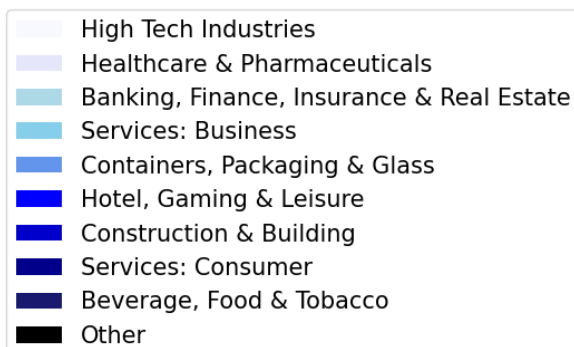 High Tech Industries
Healthcare & Pharmaceuticals
Banking, Finance, Insurance & Real Estate
Services: Business
Containers, Packaging & Glass
Hotel, Gaming & Leisure
Construction & Building
Services: Consumer
Beverage, Food & Tobacco
Other